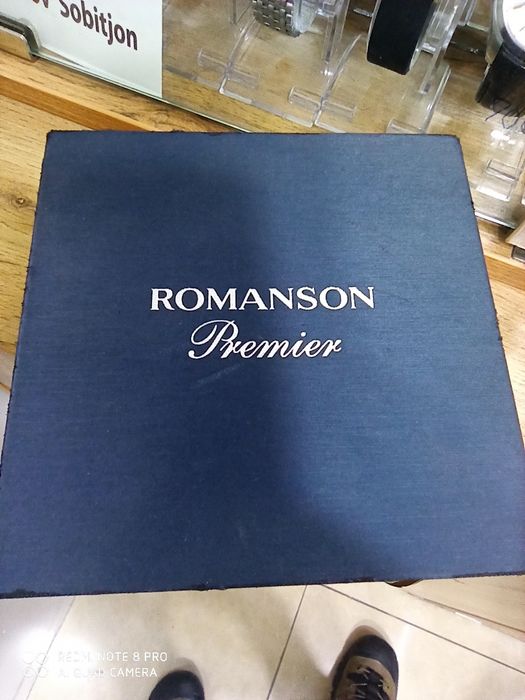 Sobitjon
ROMANSON
Premier
REDMI NOTE 8 PRO
AI QUAD CAMERA